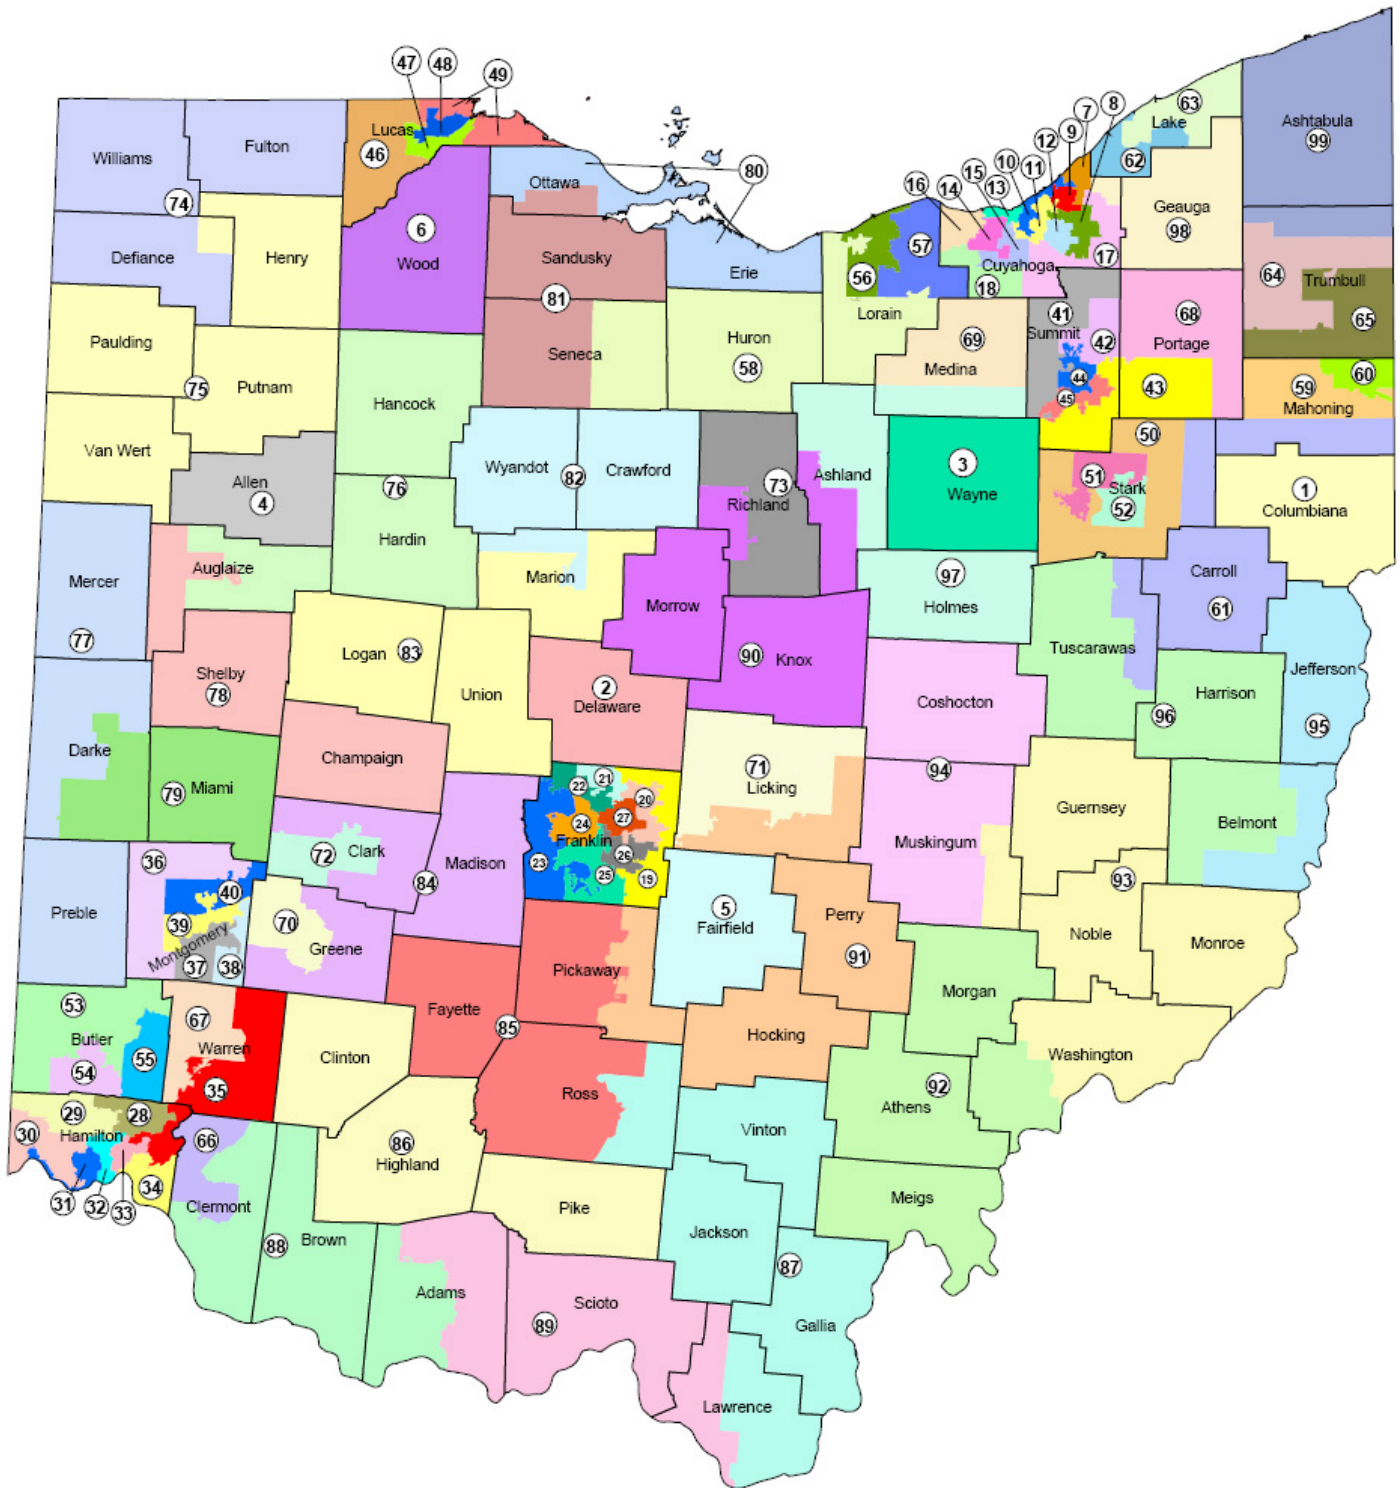 47
48
49
Lucas
46
Williams
Fulton
74
Defiance
Henry
6
Wood
Ottawa
80
Sandusky
Erie
81
Seneca
Huron
58
16
14
15
13
10
11
12
9
7
8
63
Lake
62
Ashtabula
99
Geauga
98
57
56
Lorain
Cuyahoga
18
17
64
Trumbull
65
41
Summit
42
68
Portage
69
Medina
44
45
43
59
60
Mahoning
Paulding
Putnam
75
Van Wert
Hancock
Allen
4
76
Hardin
Wyandot
82
Crawford
Richland
73
Ashland
3
Wayne
50
51
Stark
52
1
Columbiana
Mercer
77
Auglaize
Marion
Morrow
97
Holmes
Carroll
61
Tuscarawas
Jefferson
95
Shelby
78
Logan
83
Union
2
Delaware
90
Knox
Coshocton
Harrison
96
Darke
Champaign
79
Miami
71
Licking
94
Muskingum
Guernsey
Belmont
22
21
20
24
27
Franklin
23
26
25
19
36
72
Clark
84
Madison
Preble
40
39
Montgomery
37
38
70
Greene
5
Fairfield
Perry
91
93
Noble
Monroe
Pickaway
Fayette
85
Hocking
Morgan
Washington
53
Butler
54
55
67
Warren
35
Clinton
Ross
Vinton
92
Athens
29
28
30
Hamilton
31
32
33
34
66
Clermont
86
Highland
Pike
Jackson
Meigs
88
Brown
Adams
Scioto
89
87
Gallia
Lawrence